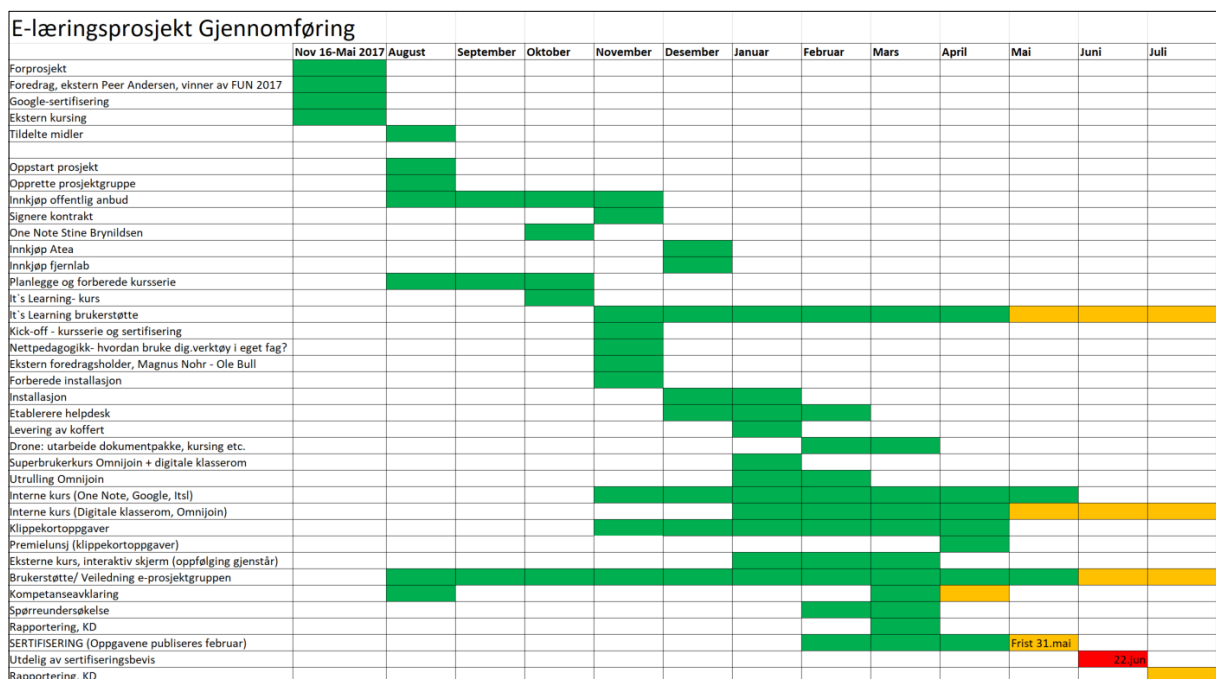 E-læringsprosjekt Gjennomføring
Nov 16-Mai 2017 August September Oktober November Desember Januar Februar Mars April Mai Juni Juli
Forprosjekt
Foredrag, ekstern Peer Andersen, vinner av FUN 2017
Google-sertifisering
Ekstern kursing
Tildelte midler
Oppstart prosjekt
Opprette prosjektgruppe
Innkjøp offentlig anbud
Signere kontrakt
One Note Stine Brynildsen
Innkjøp Atea
Innkjøp fjernlab
Planlegge og forberede kursserie
It`s Learning- kurs
It`s Learning brukerstøtte
Kick-off - kursserie og sertifisering
Nettpedagogikk- hvordan bruke dig.verktøy i eget fag?
Ekstern foredragsholder, Magnus Nohr - Ole Bull
Forberede installasjon
Installasjon
Etablerere helpdesk
Levering av koffert
Drone: utarbeide dokumentpakke, kursing etc.
Superbrukerkurs Omnijoin + digitale klasserom
Utrulling Omnijoin
Interne kurs (One Note, Google, Itsl)
Interne kurs (Digitale klasserom, Omnijoin)
Klippekortoppgaver
Premielunsj (klippekortoppgaver)
Eksterne kurs, interaktiv skjerm (oppfølging gjenstår)
Brukerstøtte/ Veiledning e-prosjektgruppen
Kompetanseavklaring
Spørreundersøkelse
Rapportering, KD
SERTIFISERING (Oppgavene publiseres februar) Frist 31.mai
Utdelig av sertifiseringsbevis 22.jun
Rapportering, KD